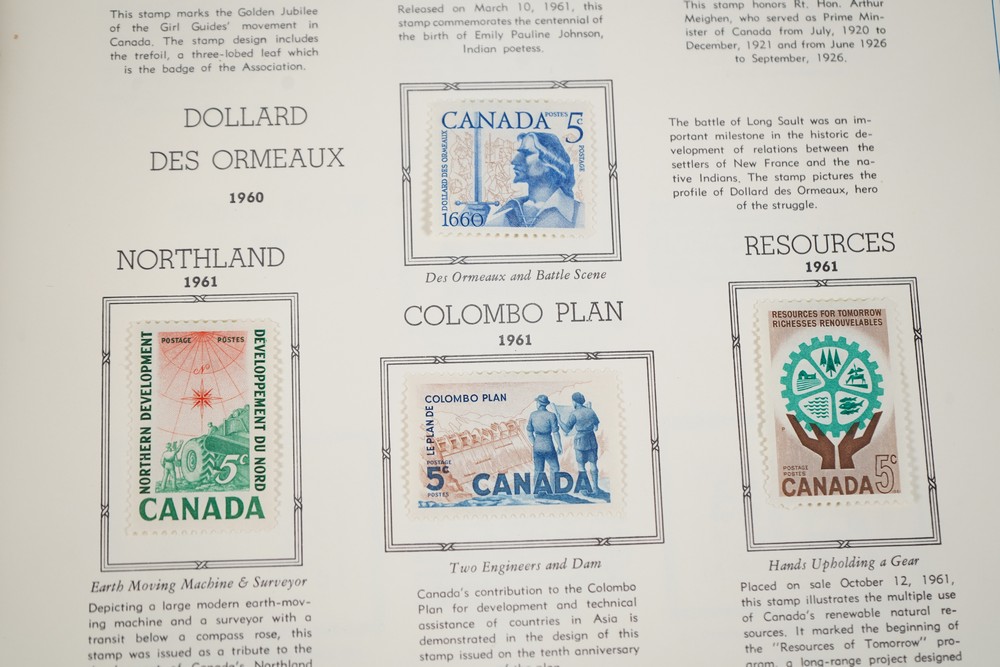 This stamp marks the Golden Jubilee
of the Girl Guides' movement in
Canada. The stamp design includes
the trefoil, a three-lobed leaf which
is the badge of the Association.
Released on March 10, 1961, this
stamp commemorates the centennial of
the birth of Emily Pauline Johnson,
Indian poetess.
This stamp honors Rt. Hon. Arthur
Meighen, who served as Prime Min-
ister of Canada from July, 1920 to
December, 1921 and from June 1926
to September, 1926.
DOLLARD
DES ORMEAUX
1960
CANADA POSTES 5c
POSTAGE
DOLLARD DES ORMEAUX
1660
Des Ormeaux and Battle Scene
The battle of Long Sault was an im-
portant milestone in the historic de-
velopment of relations between the
settlers of New France and the na-
tive Indians. The stamp pictures the
profile of Dollard des Ormeaux, hero
of the struggle.
NORTHLAND
1961
POSTAGE POSTES
NORTHERN DEVELOPMENT
DÉVELOPPEMENT DU NORD
5c
CANADA
Earth Moving Machine & Surveyor
Depicting a large modern earth-mov-
ing machine and a surveyor with a
transit below a compass rose, this
stamp was issued as a tribute to the
COLOMBO PLAN
1961
COLOMBO PLAN
LE PLAN DE
5c
POSTES
CANADA
Two Engineers and Dam
Canada's contribution to the Colombo
Plan for development and technical
assistance of countries in Asia is
demonstrated in the design of this
stamp issued on the tenth anniversary
RESOURCES
1961
RESOURCES FOR TOMORROW
RICHESSES RENOUVELABLES
POSTAGE
POSTES
CANADA 5c
Hands Upholding a Gear
Placed on sale October 12, 1961,
this stamp illustrates the multiple use
of Canada's renewable natural re-
sources. It marked the beginning of
the "Resources of Tomorrow" pro-
gram, a long-range project designed